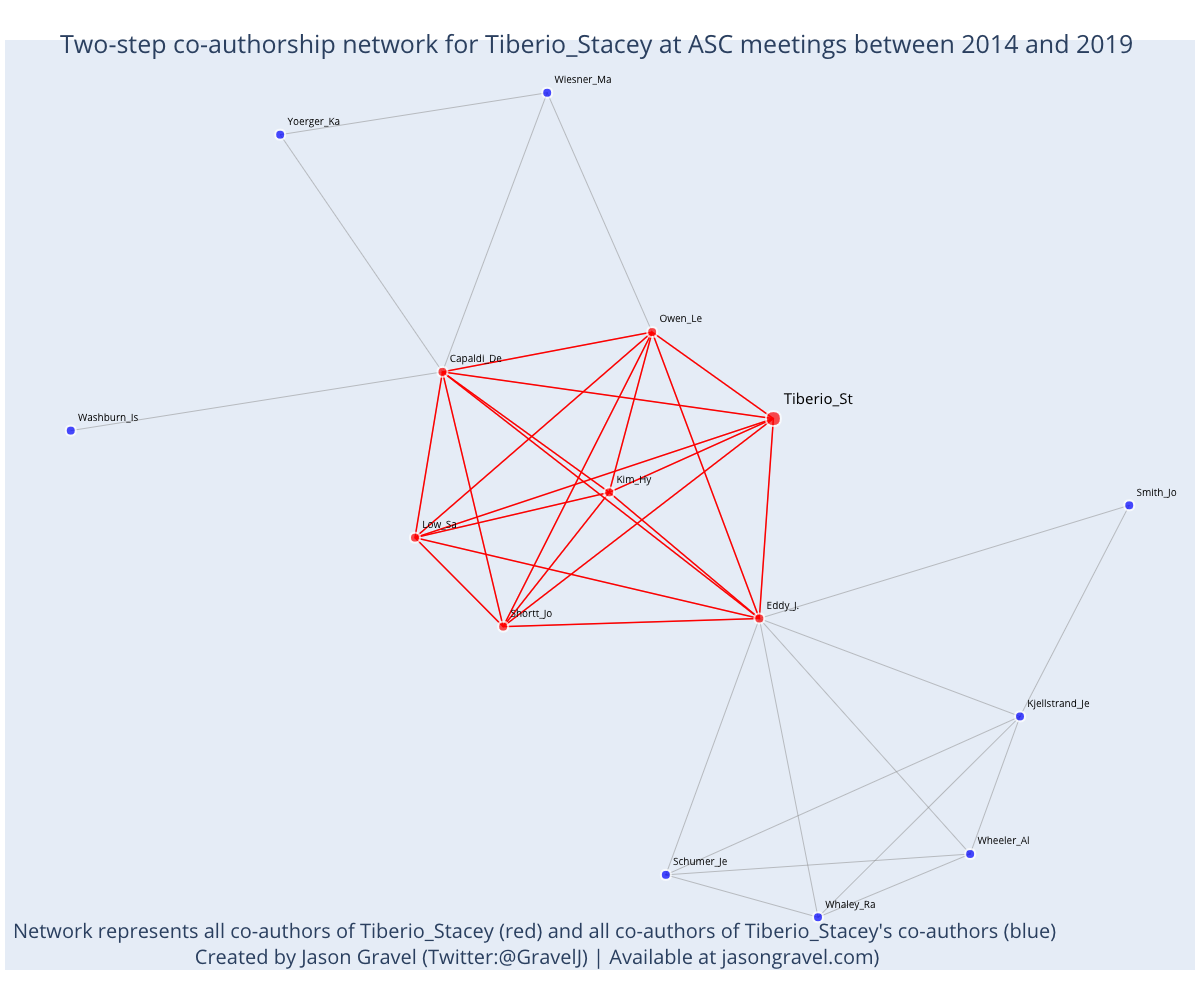 Two-step co-authorship network for Tiberio_Stacey at ASC meetings between 2014 and 2019
Wiesner_Ma
Yoerger_Ka
Owen_Le
Capaldi_De
Tiberio_St
Washburn_Is
Kim_Hy
Smith_Jo
Low_Sa
Eddy_J.
Shortt_Jo
Kjellstrand_Je
Wheeler_Al
Schumer_Je
Whaley_Ra
Network represents all co-authors of Tiberio_Stacey (red) and all co-authors of Tiberio_Stacey's co-authors (blue)
Created by Jason Gravel (Twitter:@GravelJ) | Available at jasongravel.com)